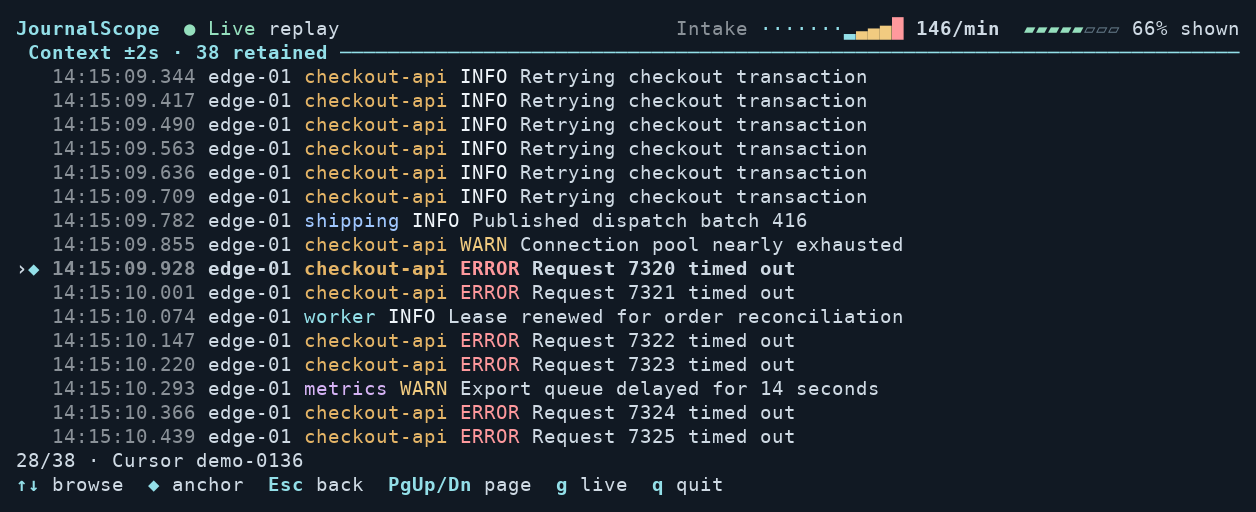 JournalScope ● Live replay Intake ·······▂▃▄▅█ 146/min ▰▰▰▰▰▱▱▱ 66% shown
Context ±2s · 38 retained
14:15:09.344 edge-01 checkout-api INFO Retrying checkout transaction
14:15:09.417 edge-01 checkout-api INFO Retrying checkout transaction
14:15:09.490 edge-01 checkout-api INFO Retrying checkout transaction
14:15:09.563 edge-01 checkout-api INFO Retrying checkout transaction
14:15:09.636 edge-01 checkout-api INFO Retrying checkout transaction
14:15:09.709 edge-01 checkout-api INFO Retrying checkout transaction
14:15:09.782 edge-01 shipping INFO Published dispatch batch 416
14:15:09.855 edge-01 checkout-api WARN Connection pool nearly exhausted
›◆ 14:15:09.928 edge-01 checkout-api ERROR Request 7320 timed out
14:15:10.001 edge-01 checkout-api ERROR Request 7321 timed out
14:15:10.074 edge-01 worker INFO Lease renewed for order reconciliation
14:15:10.147 edge-01 checkout-api ERROR Request 7322 timed out
14:15:10.220 edge-01 checkout-api ERROR Request 7323 timed out
14:15:10.293 edge-01 metrics WARN Export queue delayed for 14 seconds
14:15:10.366 edge-01 checkout-api ERROR Request 7324 timed out
14:15:10.439 edge-01 checkout-api ERROR Request 7325 timed out
28/38 · Cursor demo-0136
↑↓ browse ◆ anchor Esc back PgUp/Dn page g live q quit